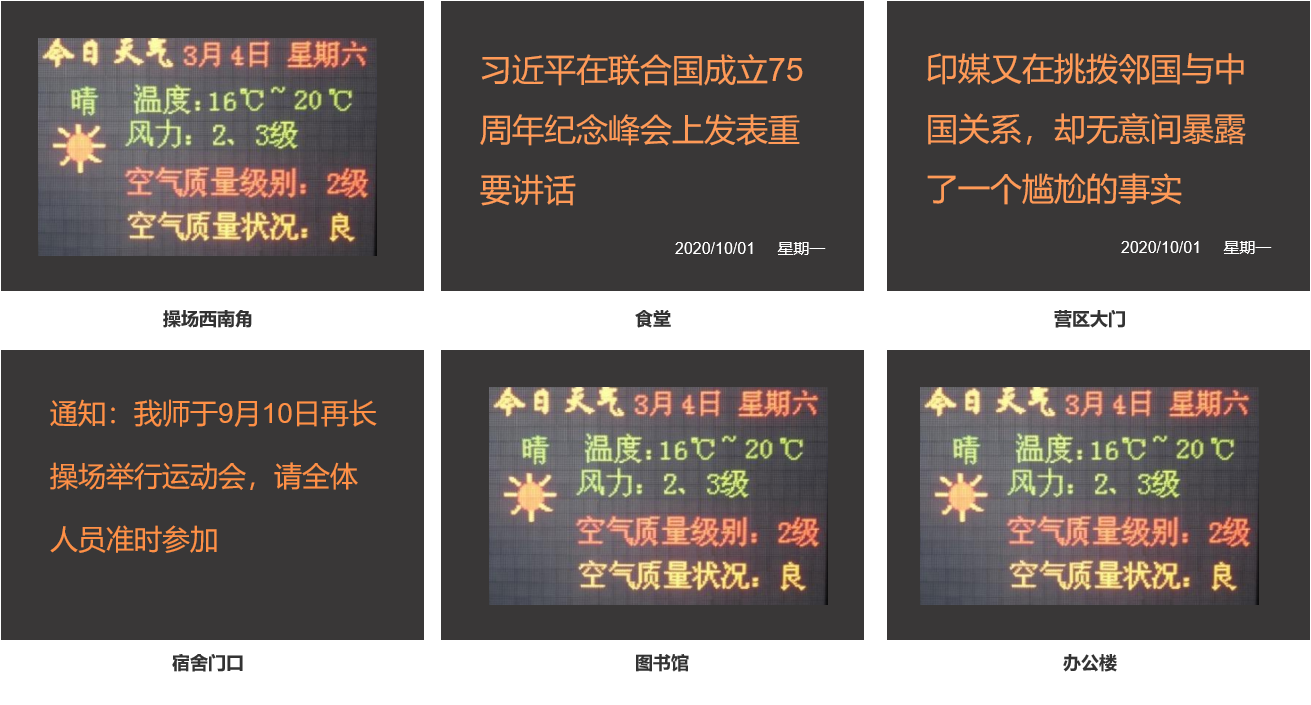 今日天气 3月4日 星期六
晴 温度:16℃~20℃
风力: 2、3级
空气质量级别: 2级
空气质量状况: 良
操场西南角
习近平在联合国成立75
周年纪念峰会上发表重
要讲话
2020/10/01 星期一
食堂
印媒又在挑拨邻国与中
国关系，却无意间暴露
了一个尴尬的事实
2020/10/01 星期一
营区大门
通知：我师于9月10日再长
操场举行运动会，请全体
人员准时参加
宿舍门口
今日天气 3月4日 星期六
晴 温度:16℃~20℃
风力: 2、3级
空气质量级别: 2级
空气质量状况: 良
图书馆
今日天气 3月4日 星期六
晴 温度:16℃~20℃
风力: 2、3级
空气质量级别: 2级
空气质量状况: 良
办公楼